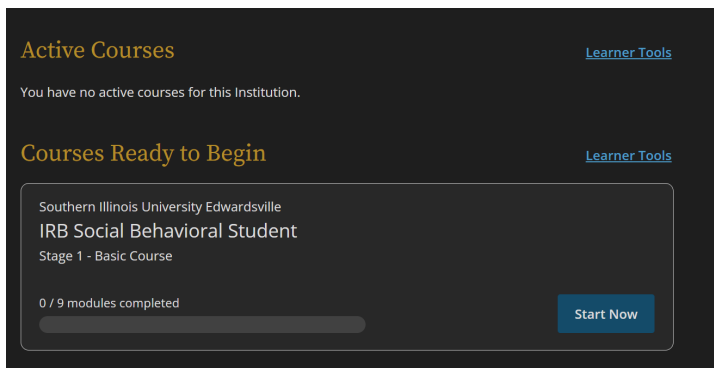 Active Courses
Learner Tools
You have no active courses for this Institution.
Courses Ready to Begin
Learner Tools
Southern Illinois University Edwardsville
IRB Social Behavioral Student
Stage 1 - Basic Course
0 / 9 modules completed
Start Now